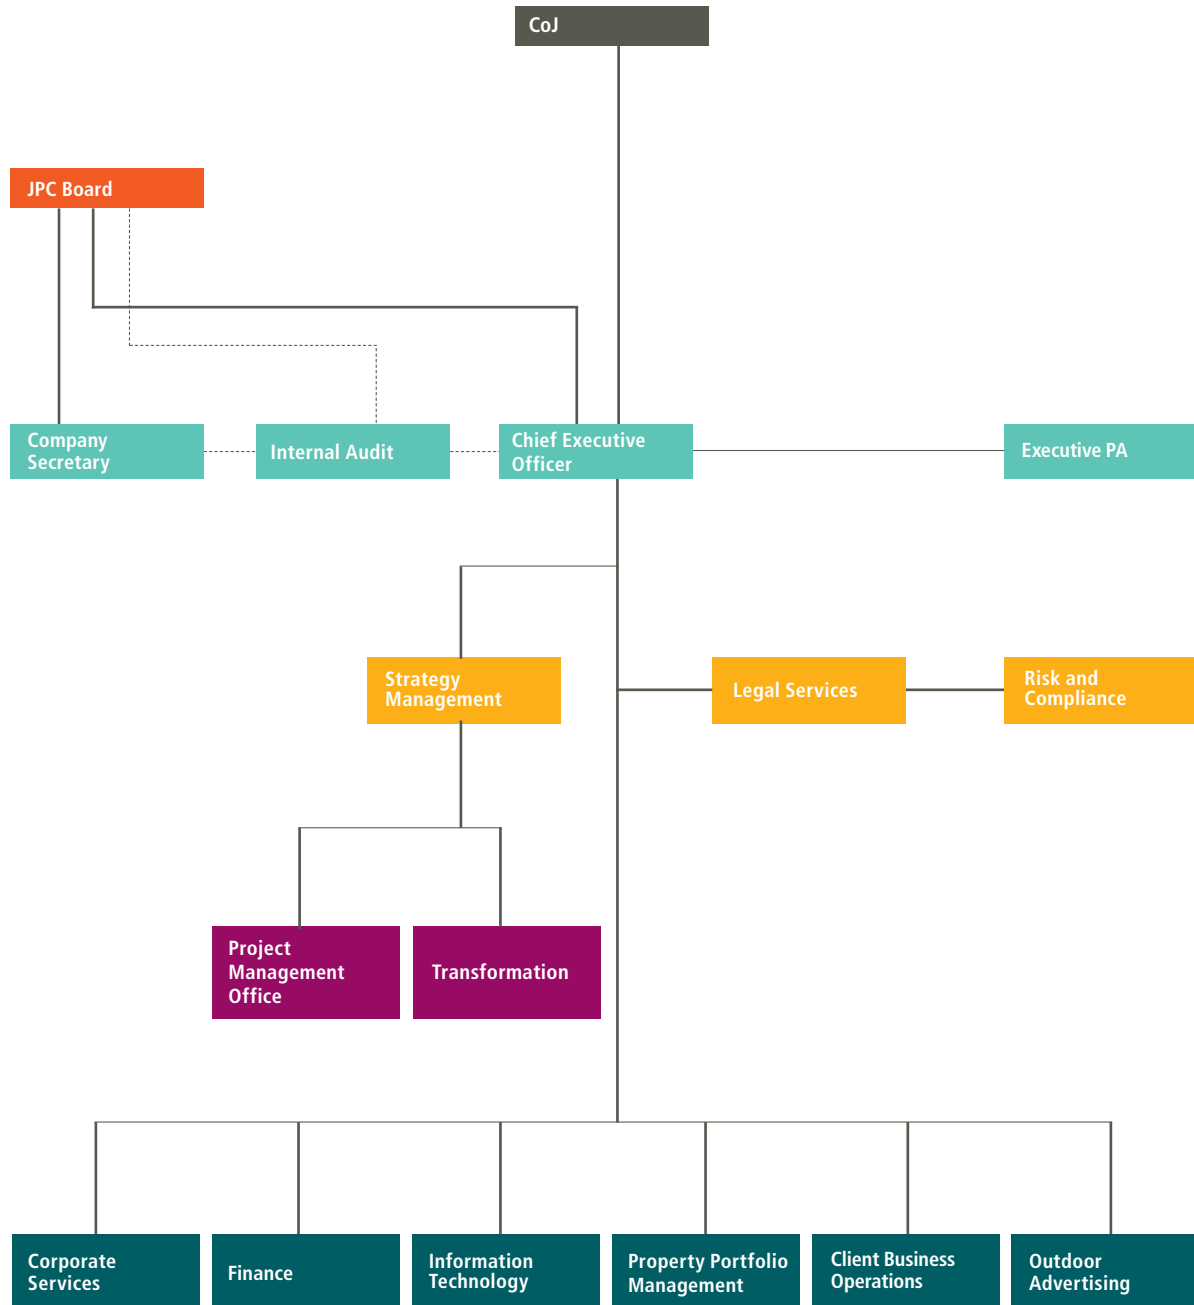 CoJ
JPC Board
Company
Secretary
Internal Audit
Chief Executive
Officer
Executive PA
Strategy
Management
Legal Services
Risk and
Compliance
Project
Management
Office
Transformation
Corporate
Services
Finance
Information
Technology
Property Portfolio
Management
Client Business
Operations
Outdoor
Advertising